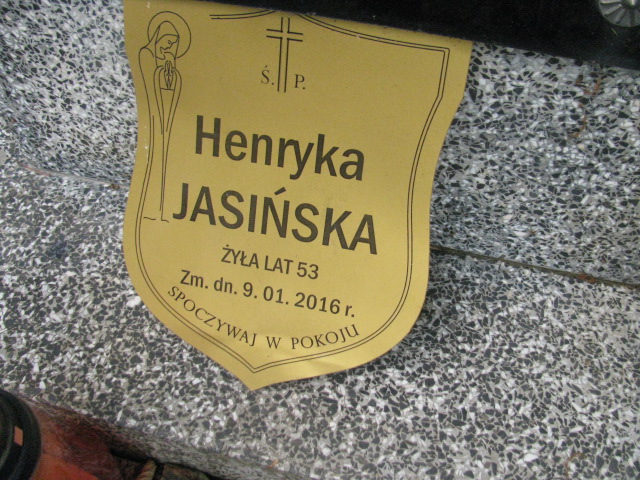 Ś. P.
Henryka
JASIŃSKA
ŻYŁA LAT 53
Zm. dn. 9. 01. 2016 r.
SPOCZYWAJ W POKOJU